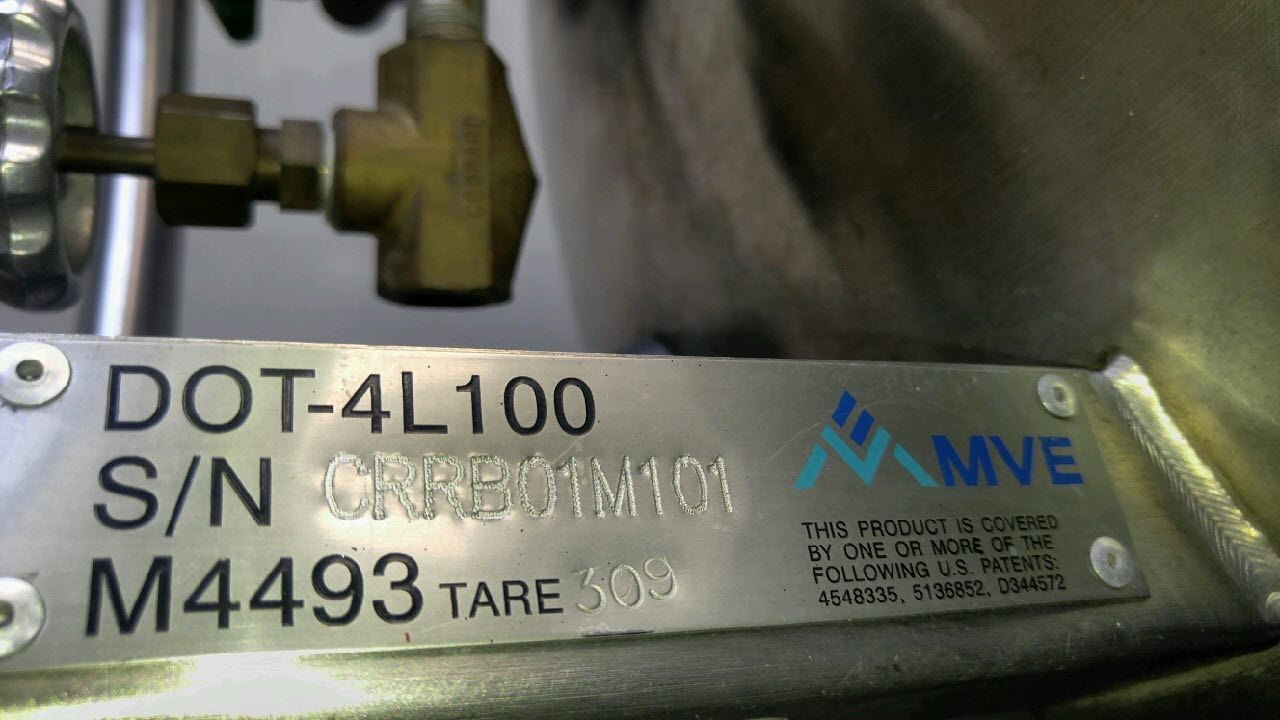 DOT-4L100
S/N CRRB01M101
M4493 TARE 309
MVE
THIS PRODUCT IS COVERED
BY ONE OR MORE OF THE
FOLLOWING U.S. PATENTS:
4548335, 5136852, D344572